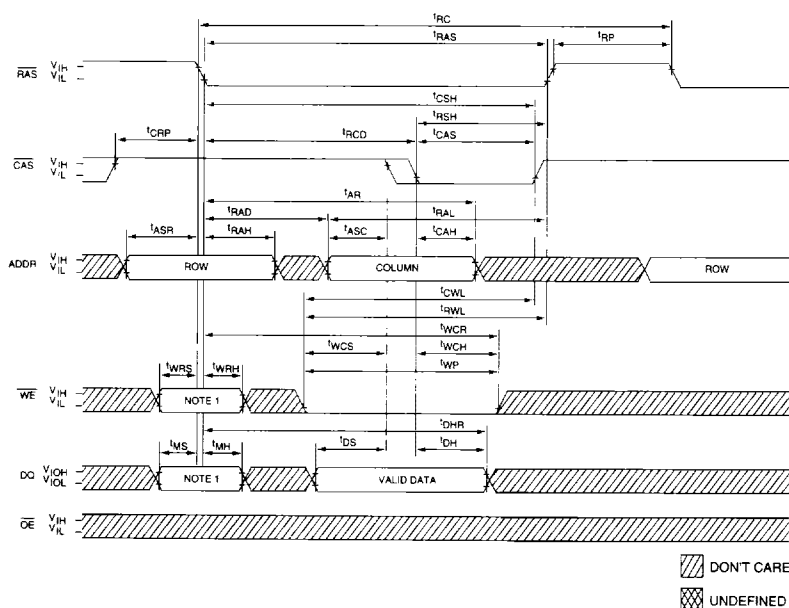 tRC
tRAS
tRP
RAS VIH
VIL
tCSH
tRSH
tCRP
tRCD
tCAS
CAS VIH
VIL
tAR
tRAD
tRAL
tASR
tRAH
tASC
tCAH
ADDR VIH
VIL
ROW
COLUMN
ROW
tCWL
tRWL
tWCR
tWCS
tWCH
tWRS
tWRH
tWP
WE VIH
VIL
NOTE 1
tDHR
tMS
tMH
tDS
tDH
DQ VIOH
VIOL
NOTE 1
VALID DATA
OE VIH
VIL
DON'T CARE
UNDEFINED